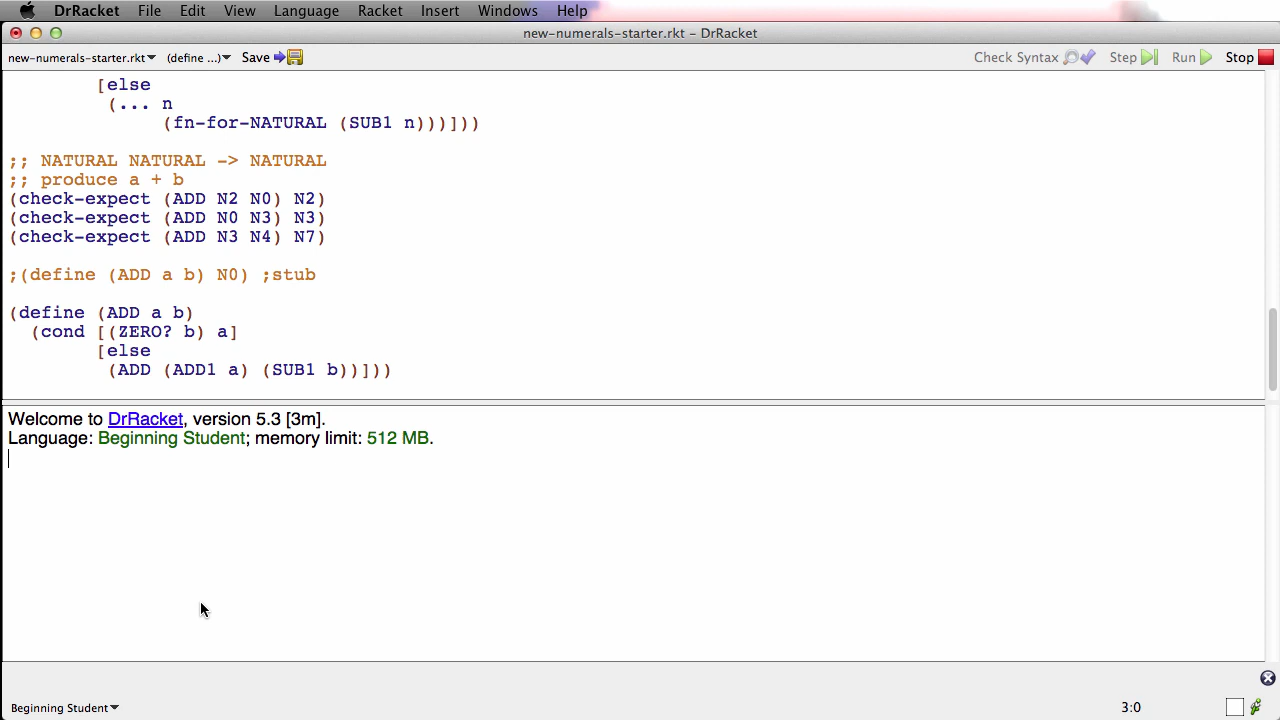 DrRacket File Edit View Language Racket Insert Windows Help
new-numerals-starter.rkt - DrRacket
new-numerals-starter.rkt (define ...) Save Check Syntax Step Run Stop
[else
(... n
(fn-for-NATURAL (SUB1 n)))]))
;; NATURAL NATURAL -> NATURAL
;; produce a + b
(check-expect (ADD N2 N0) N2)
(check-expect (ADD N0 N3) N3)
(check-expect (ADD N3 N4) N7)
;(define (ADD a b) N0) ;stub
(define (ADD a b)
(cond [(ZERO? b) a]
[else
(ADD (ADD1 a) (SUB1 b))]))
Welcome to DrRacket, version 5.3 [3m].
Language: Beginning Student; memory limit: 512 MB.
Beginning Student 3:0